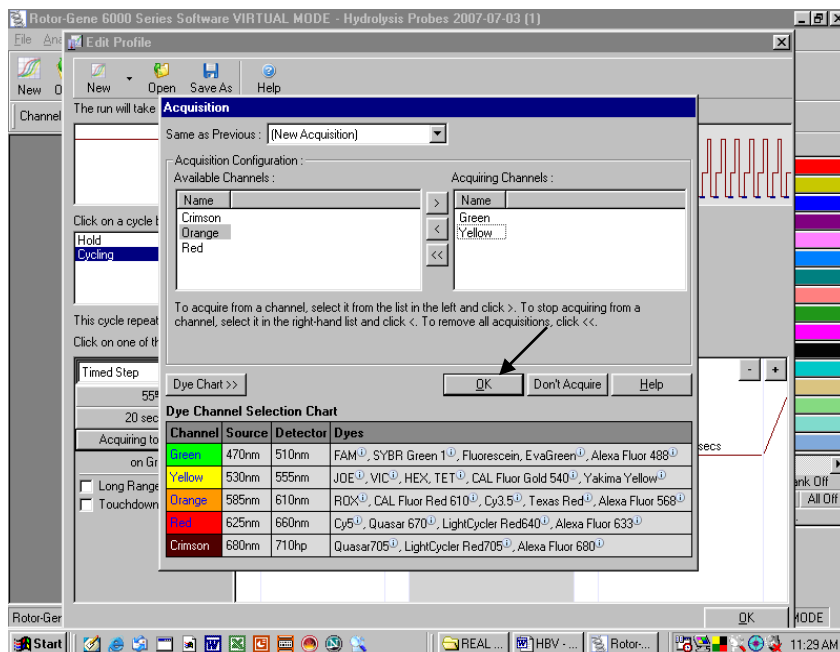 Rotor-Gene 6000 Series Software VIRTUAL MODE - Hydrolysis Probes 2007-07-03 (1)
File
Edit Profile
New
New
Open
Save As
Help
Channel
The run will take
Acquisition
Same as Previous :
(New Acquisition)
Acquisition Configuration :
Available Channels :
Acquiring Channels :
Name
Name
Crimson
Orange
Red
>
<
<<
Green
Yellow
To acquire from a channel, select it from the list in the left and click >. To stop acquiring from a
channel, select it in the right-hand list and click <. To remove all acquisitions, click <<.
Click on a cycle b
Hold
Cycling
This cycle repeat
Click on one of th
Timed Step
55º
20 sec
Acquiring to
on Gr
Long Range
Touchdown
Dye Chart >>
OK
Don't Acquire
Help
- +
secs
Dye Channel Selection Chart
Channel Source Detector Dyes
Green 470nm 510nm FAM, SYBR Green 1, Fluorescein, EvaGreen, Alexa Fluor 488
Yellow 530nm 555nm JOE, VIC, HEX, TET, CAL Fluor Gold 540, Yakima Yellow
Orange 585nm 610nm ROX, CAL Fluor Red 610, Cy3.5, Texas Red, Alexa Fluor 568
Red 625nm 660nm Cy5, Quasar 670, LightCycler Red640, Alexa Fluor 633
Crimson 680nm 710hp Quasar705, LightCycler Red705, Alexa Fluor 680
ank Off
All Off
OK
Rotor-Ger
MODE
Start
REAL ...
HBV - ...
Rotor-...
11:29 AM